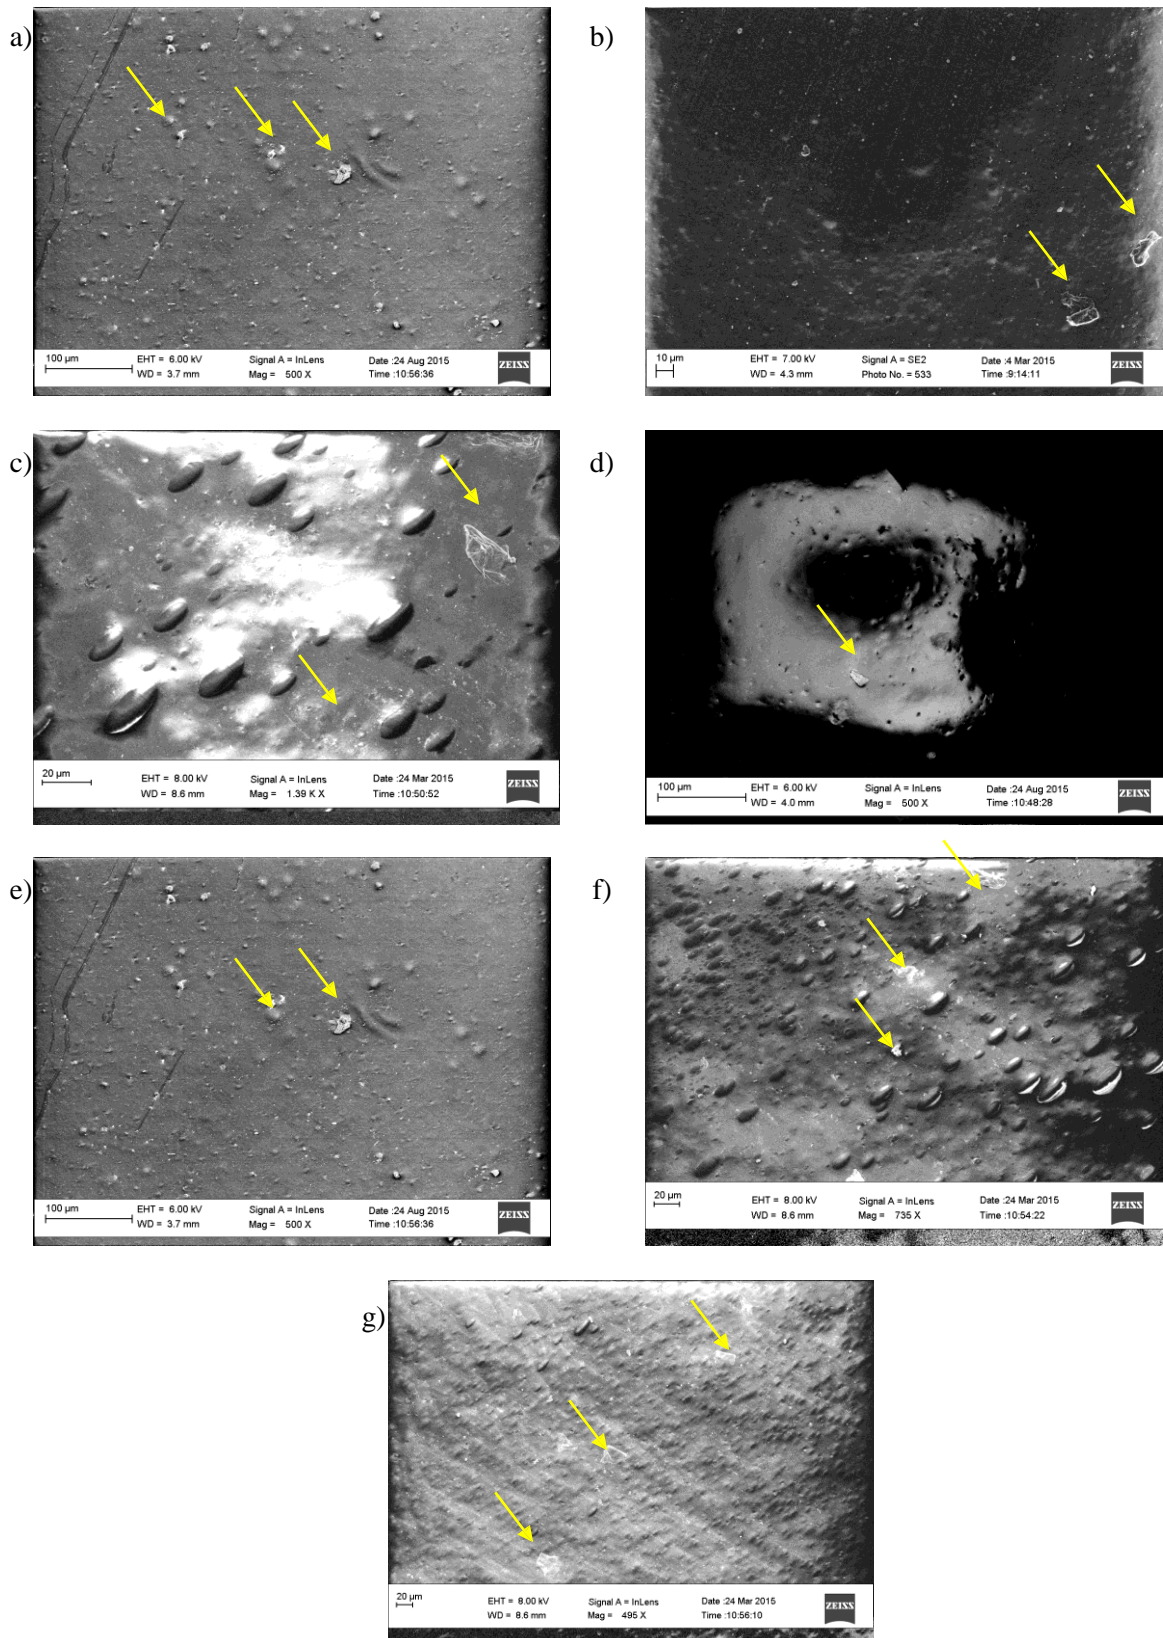 a)
100 µm
EHT = 6.00 kV Signal A = InLens Date :24 Aug 2015
WD = 3.7 mm Mag = 500 X Time :10:56:36
ZEISS
b)
10 µm
EHT = 7.00 kV Signal A = SE2 Date :4 Mar 2015
WD = 4.3 mm Photo No. = 533 Time :9:14:11
ZEISS
c)
20 µm
EHT = 8.00 kV Signal A = InLens Date :24 Mar 2015
WD = 8.6 mm Mag = 1.39 K X Time :10:50:52
ZEISS
d)
100 µm
EHT = 6.00 kV Signal A = InLens Date :24 Aug 2015
WD = 4.0 mm Mag = 500 X Time :10:48:28
ZEISS
e)
100 µm
EHT = 6.00 kV Signal A = InLens Date :24 Aug 2015
WD = 3.7 mm Mag = 500 X Time :10:56:36
ZEISS
f)
20 µm
EHT = 8.00 kV Signal A = InLens Date :24 Mar 2015
WD = 8.6 mm Mag = 735 X Time :10:54:22
ZEISS
g)
20 µm
EHT = 8.00 kV Signal A = InLens Date :24 Mar 2015
WD = 8.6 mm Mag = 495 X Time :10:56:10
ZEISS